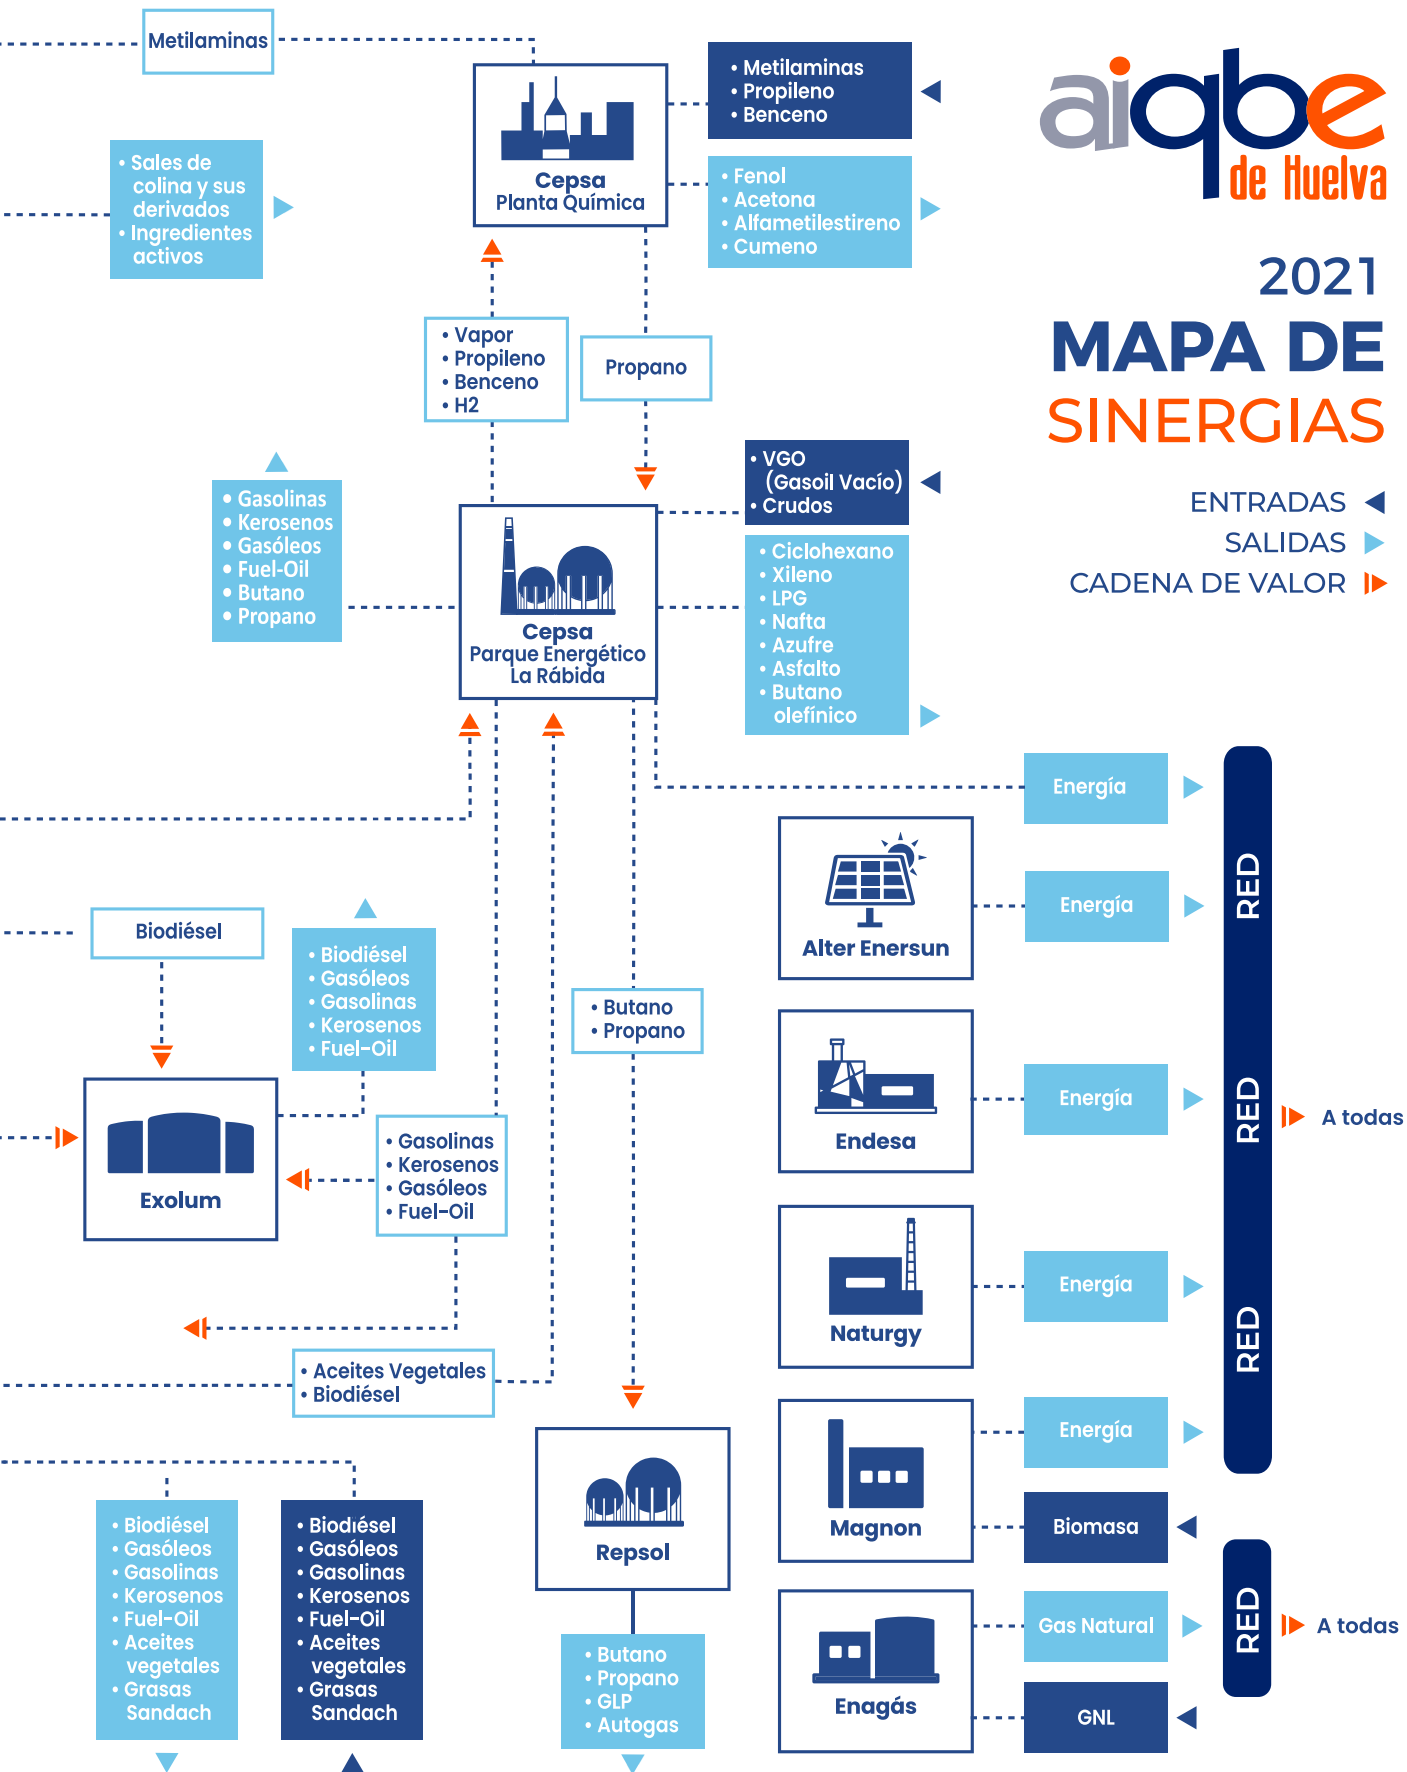 Metilaminas
• Sales de
colina y sus
derivados
• Ingredientes
activos
Cepsa
Planta Química
• Metilaminas
• Propileno
• Benceno
• Fenol
• Acetona
• Alfametilestireno
• Cumeno
aiqbe
de Huelva
2021
MAPA DE
SINERGIAS
ENTRADAS
SALIDAS
CADENA DE VALOR
• Vapor
• Propileno
• Benceno
• H2
Propano
• Gasolinas
• Kerosenos
• Gasóleos
• Fuel-Oil
• Butano
• Propano
Cepsa
Parque Energético
La Rábida
• VGO
(Gasoil Vacío)
• Crudos
• Ciclohexano
• Xileno
• LPG
• Nafta
• Azufre
• Asfalto
• Butano
olefínico
Energía
Alter Enersun
Energía
RED
Biodiésel
• Biodiésel
• Gasóleos
• Gasolinas
• Kerosenos
• Fuel-Oil
• Butano
• Propano
Endesa
Energía
RED
A todas
Exolum
• Gasolinas
• Kerosenos
• Gasóleos
• Fuel-Oil
Naturgy
Energía
RED
• Aceites Vegetales
• Biodiésel
Magnon
Energía
Biomasa
• Biodiésel
• Gasóleos
• Gasolinas
• Kerosenos
• Fuel-Oil
• Aceites
vegetales
• Grasas
Sandach
• Biodiésel
• Gasóleos
• Gasolinas
• Kerosenos
• Fuel-Oil
• Aceites
vegetales
• Grasas
Sandach
Repsol
• Butano
• Propano
• GLP
• Autogas
Enagás
Gas Natural
GNL
RED
A todas